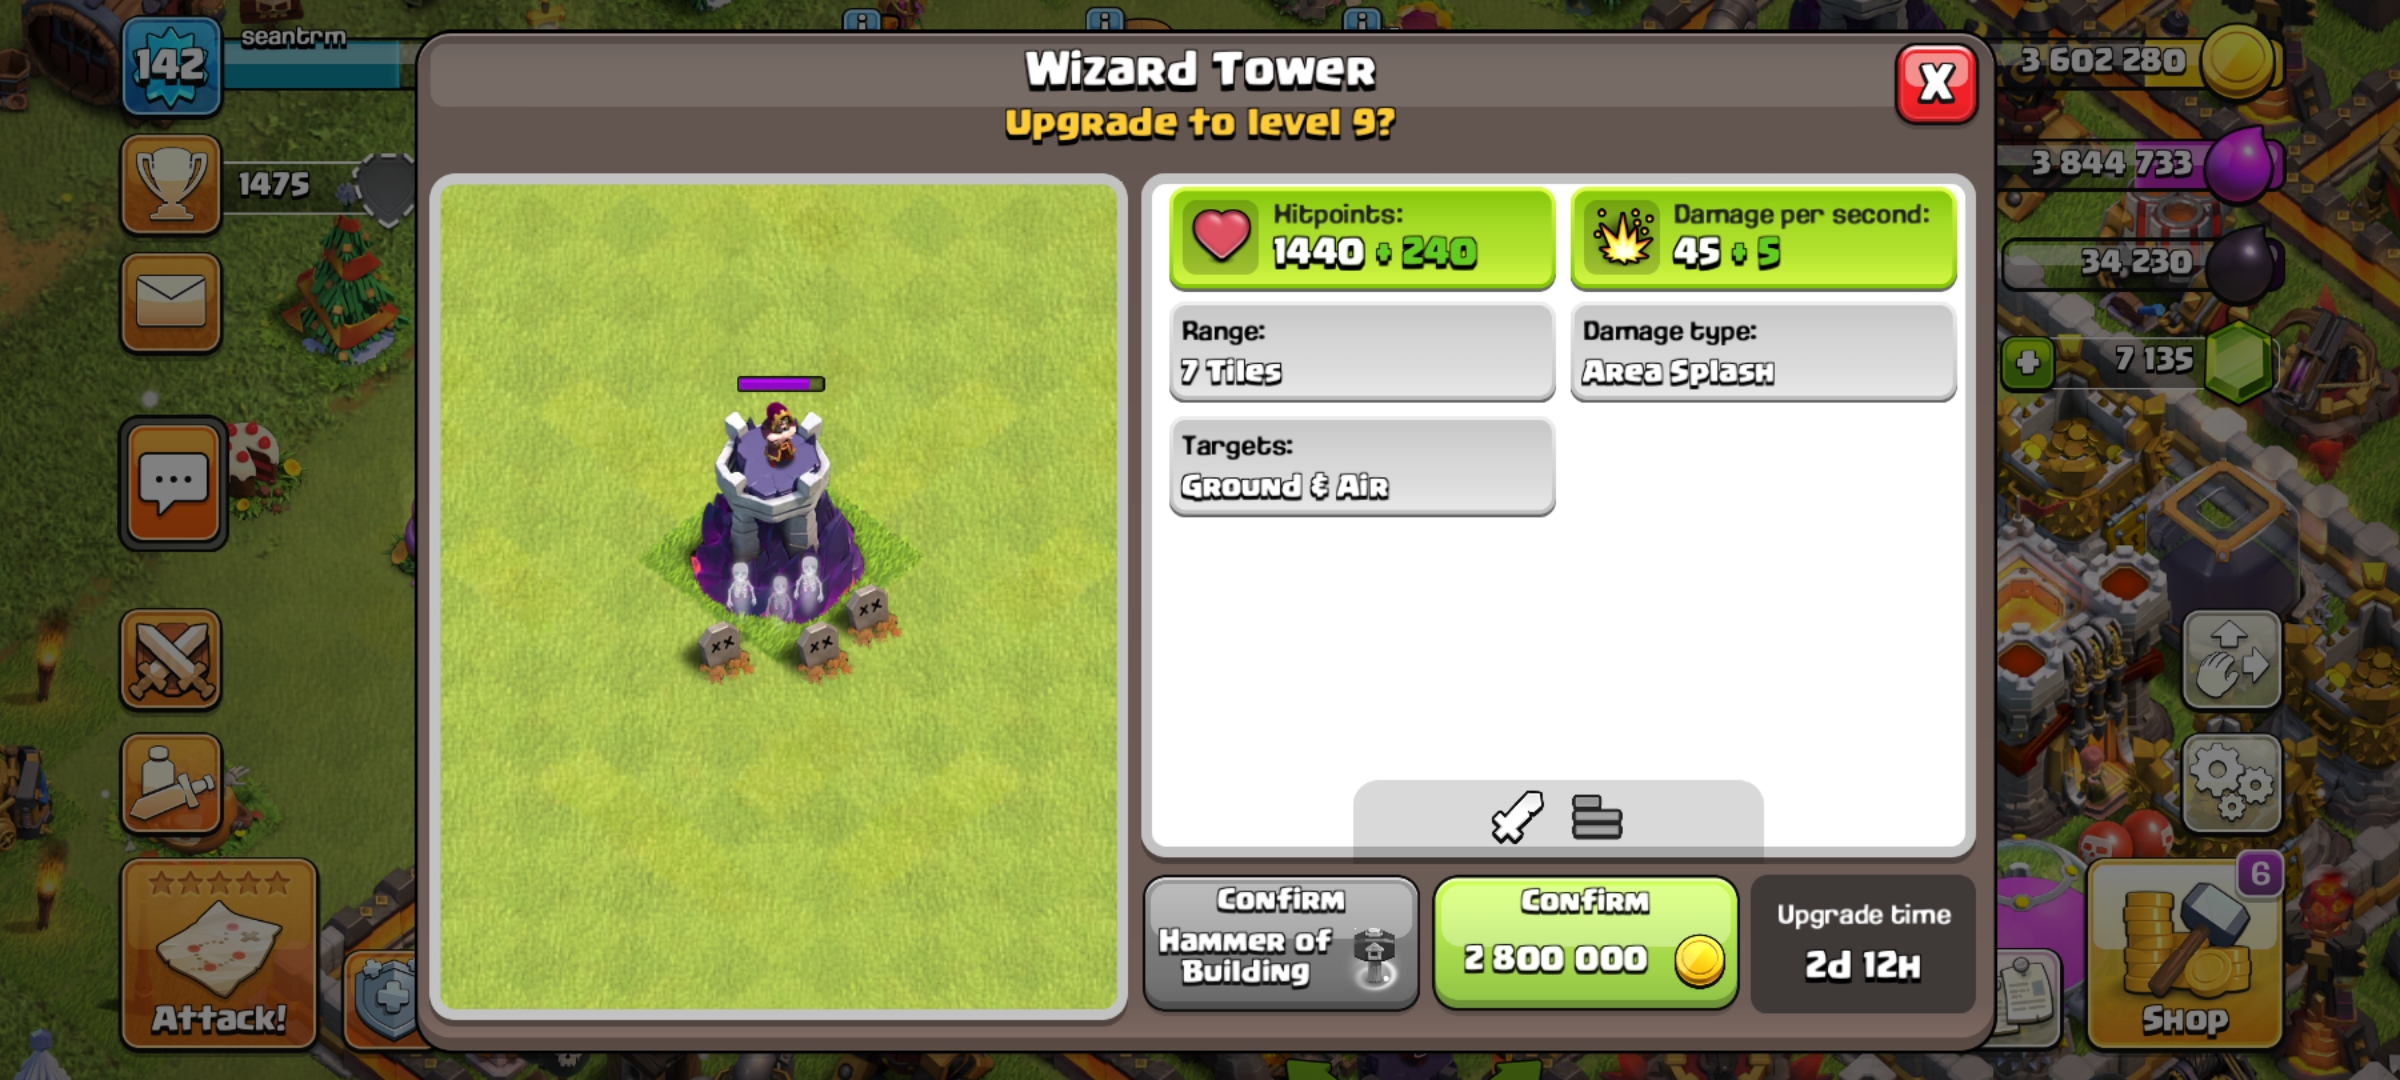 142
seantrm
1475
Attack!
Wizard Tower
Upgrade to level 9?
X
Hitpoints:
1440 + 240
Damage per second:
45 + 5
Range:
7 Tiles
Damage type:
Area Splash
Targets:
Ground & Air
Confirm
Hammer of
Building
Confirm
2 800 000
Upgrade time
2d 12h
3 602 280
3 844 733
34,230
7 135
6
Shop